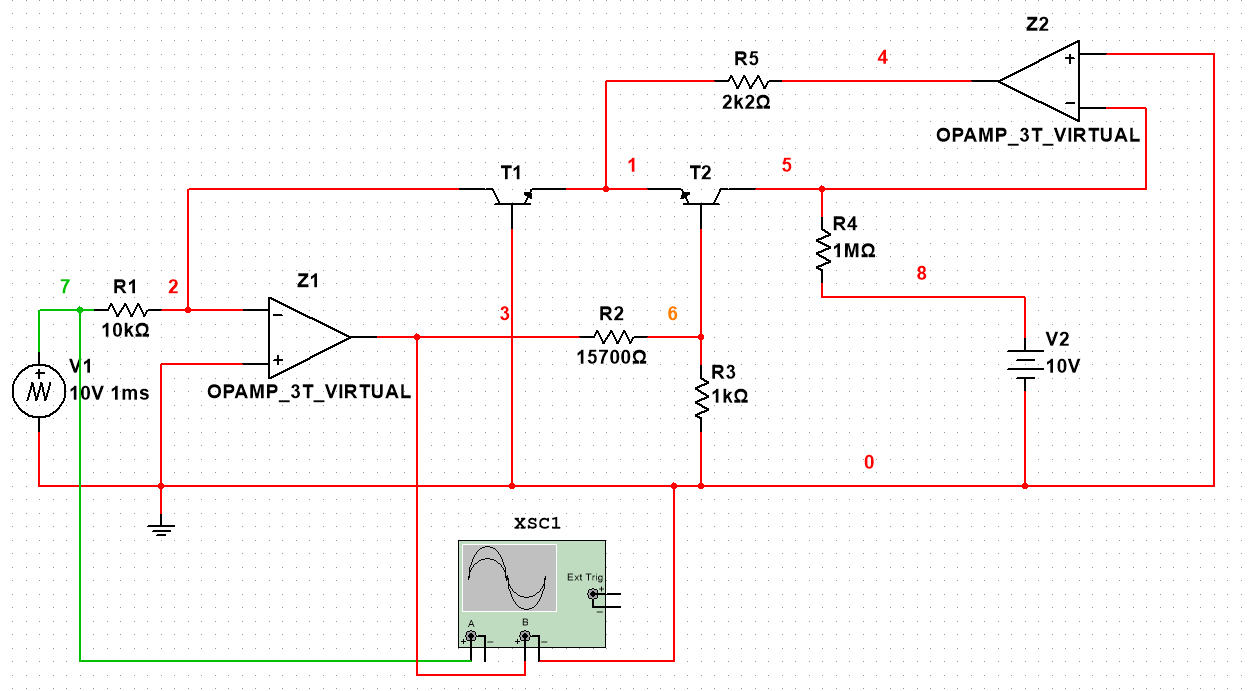 Z2
R5
4
2k2Ω
+
−
OPAMP_3T_VIRTUAL
T1
1
T2
5
R4
1MΩ
8
7
R1
2
Z1
10kΩ
−
+
3
R2
6
15700Ω
V1
+
10V 1ms
OPAMP_3T_VIRTUAL
R3
1kΩ
V2
10V
0
XSC1
Ext Trig
+
−
A
B
+
−
+
−